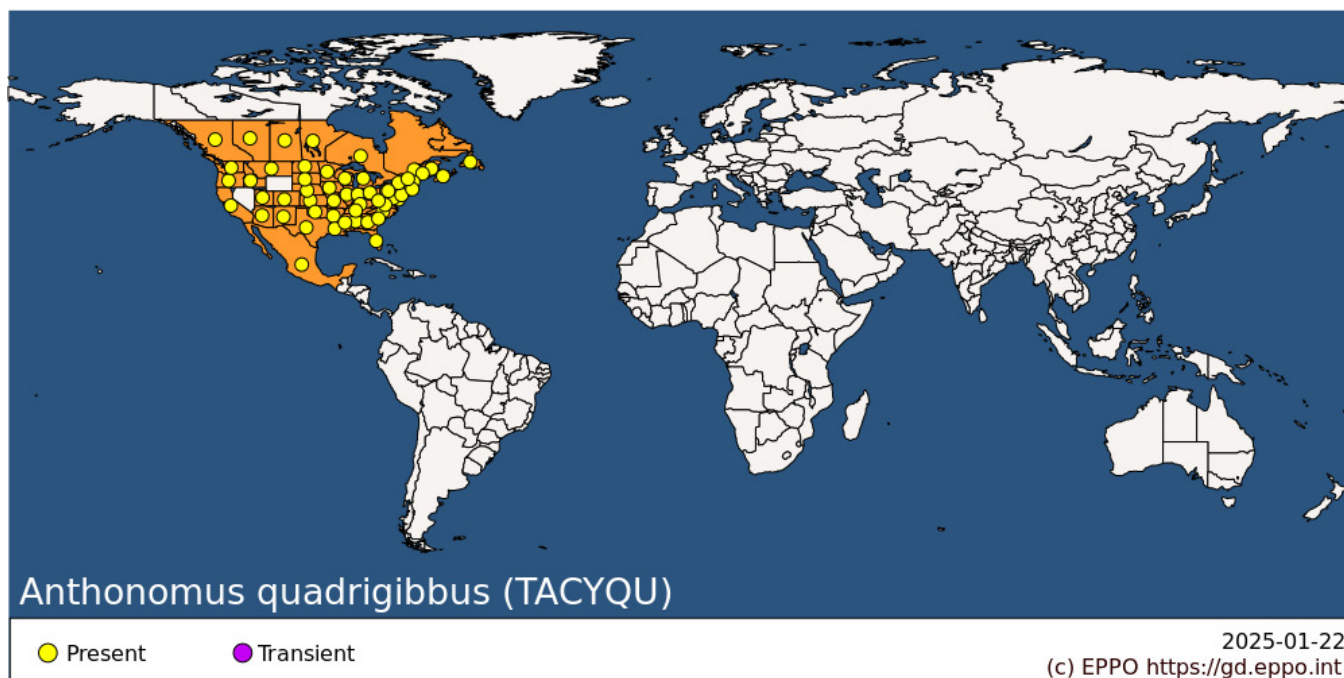 Anthonomus quadrigibbus (TACYQU)
Present
Transient
2025-01-22
(c) EPPO https://gd.eppo.int